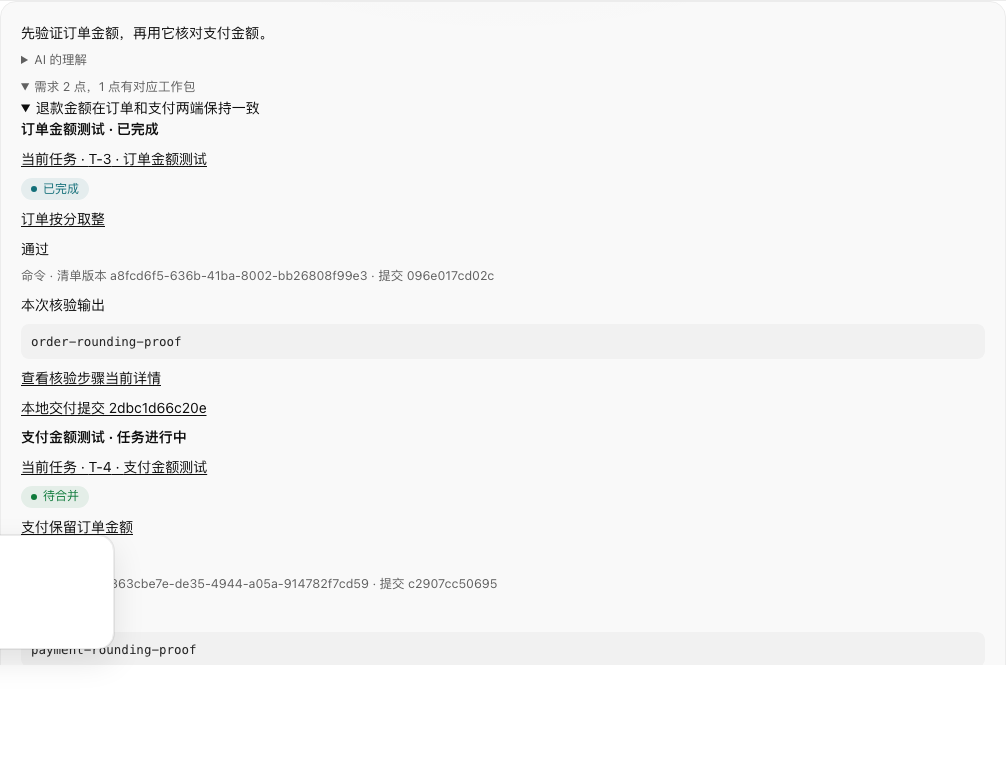 先验证订单金额，再用它核对支付金额。
AI 的理解
需求 2 点，1 点有对应工作包
退款金额在订单和支付两端保持一致
订单金额测试 · 已完成
当前任务 · T-3 · 订单金额测试
已完成
订单按分取整
通过
命令 · 清单版本 a8fcd6f5-636b-41ba-8002-bb26808f99e3 · 提交 096e017cd02c
本次核验输出
order-rounding-proof
查看核验步骤当前详情
本地交付提交 2dbc1d66c20e
支付金额测试 · 任务进行中
当前任务 · T-4 · 支付金额测试
待合并
支付保留订单金额
363cbe7e-de35-4944-a05a-914782f7cd59 · 提交 c2907cc50695
payment-rounding-proof